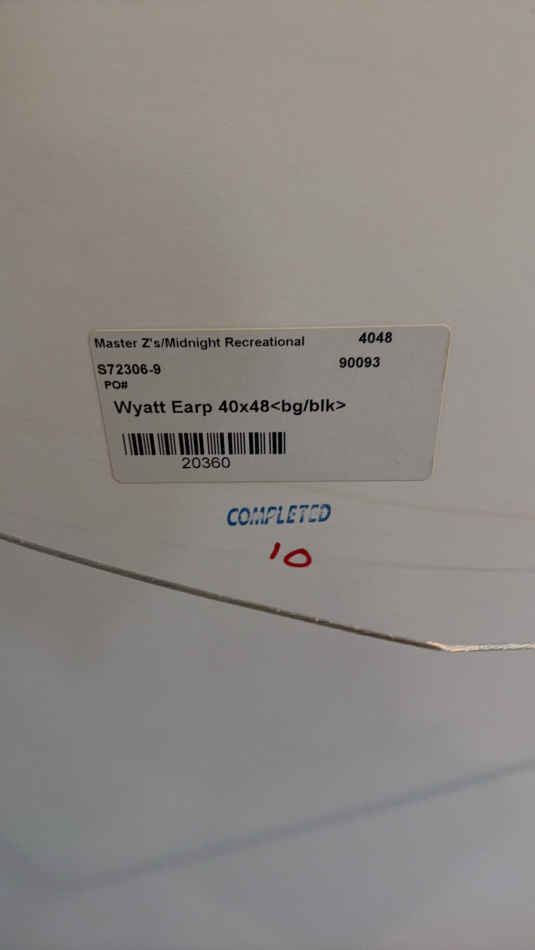 Master Z's/Midnight Recreational 4048
S72306-9 90093
PO#
Wyatt Earp 40x48<bg/blk>
20360
COMPLETED
10